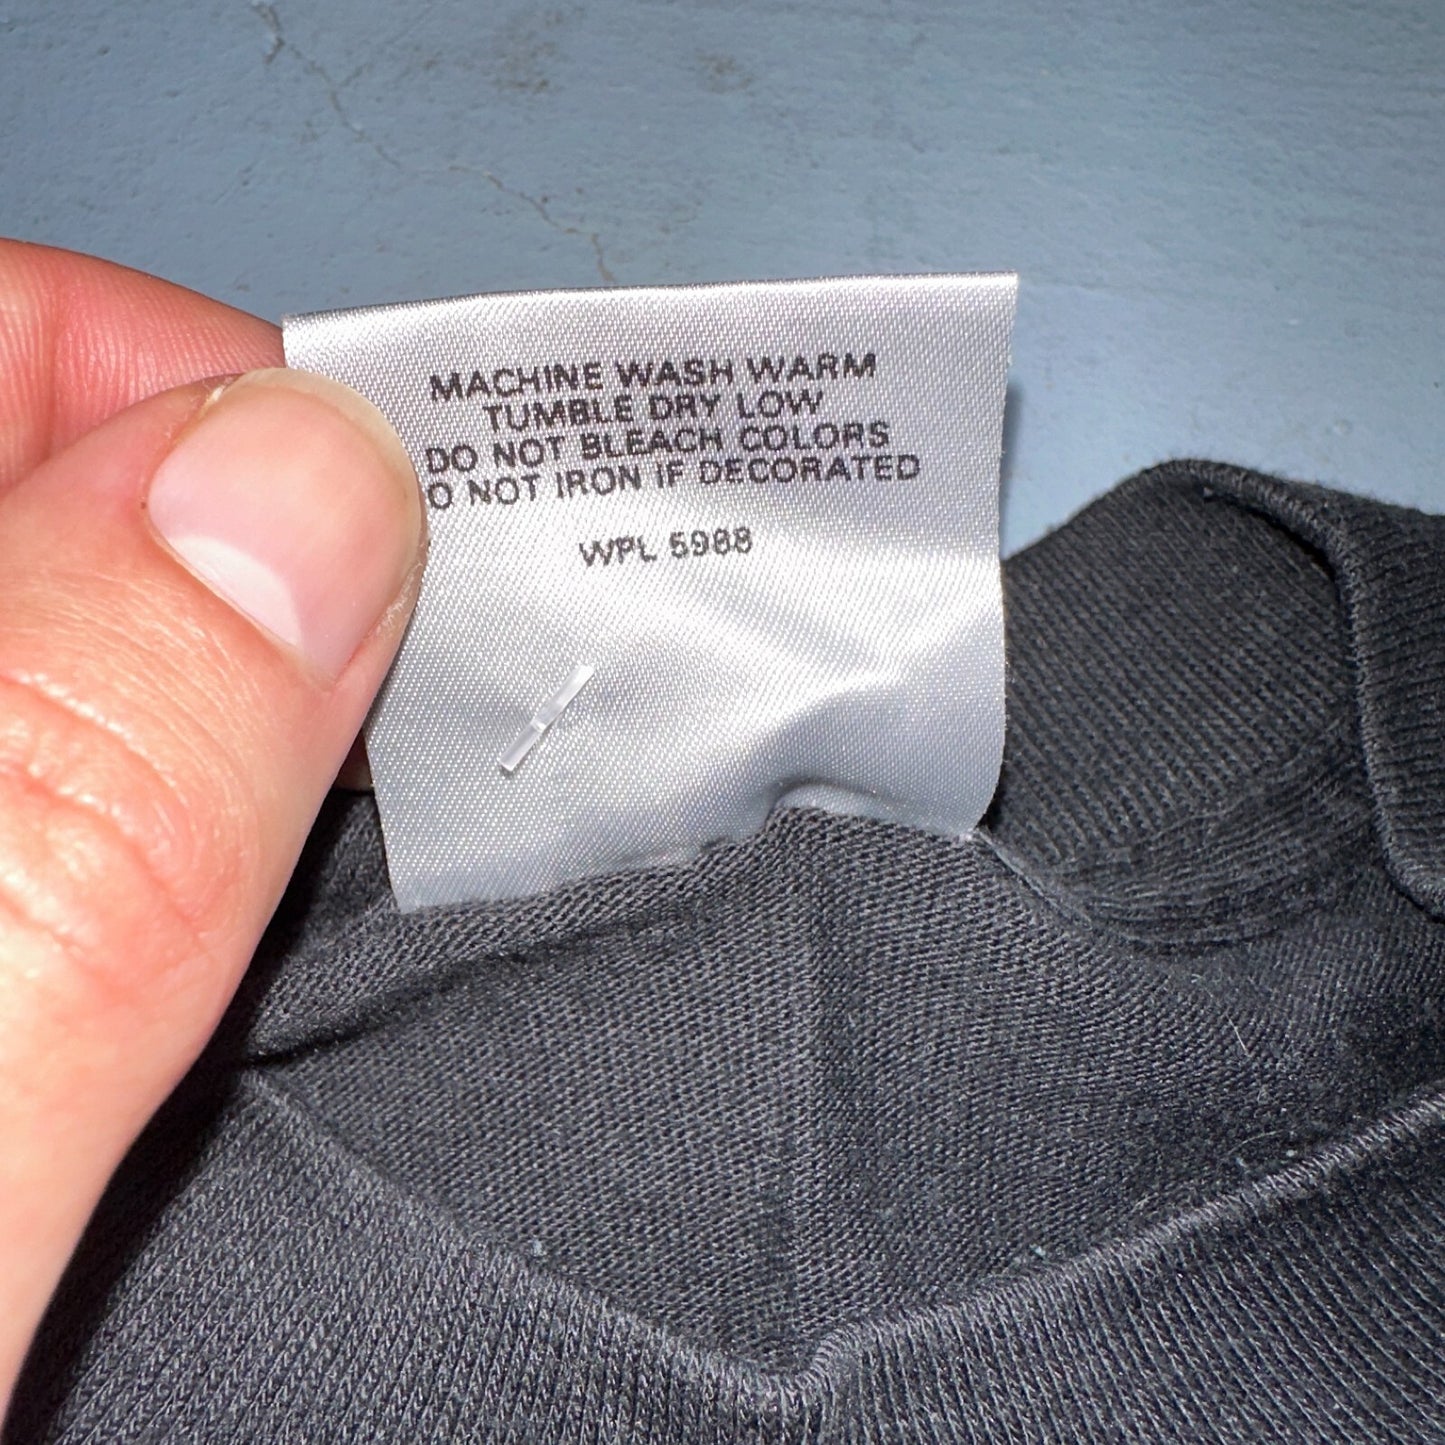 MACHINE WASH WARM
TUMBLE DRY LOW
DO NOT BLEACH COLORS
O NOT IRON IF DECORATED
WPL 5988